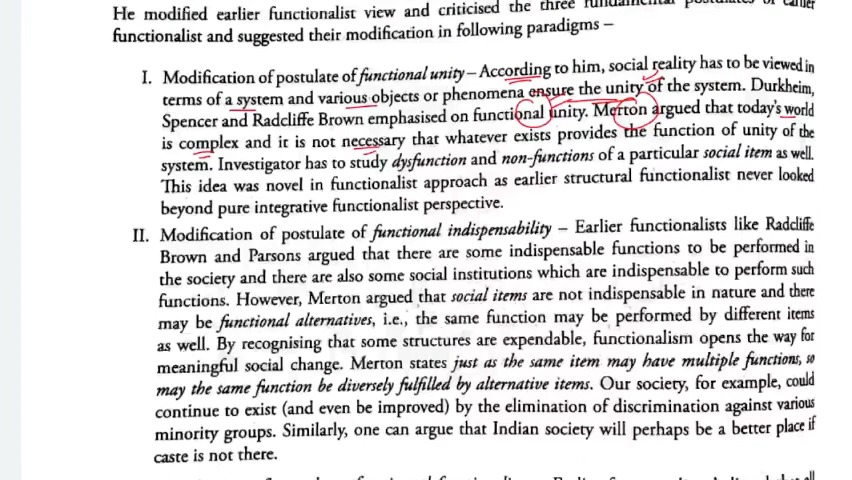 He modified earlier functionalist view and criticised the three fundamental postulates of earlier
functionalist and suggested their modification in following paradigms –
I. Modification of postulate of functional unity – According to him, social reality has to be viewed in
terms of a system and various objects or phenomena ensure the unity of the system. Durkheim,
Spencer and Radcliffe Brown emphasised on functional unity. Merton argued that today's world
is complex and it is not necessary that whatever exists provides the function of unity of the
system. Investigator has to study dysfunction and non-functions of a particular social item as well.
This idea was novel in functionalist approach as earlier structural functionalist never looked
beyond pure integrative functionalist perspective.
II. Modification of postulate of functional indispensability – Earlier functionalists like Radcliffe
Brown and Parsons argued that there are some indispensable functions to be performed in
the society and there are also some social institutions which are indispensable to perform such
functions. However, Merton argued that social items are not indispensable in nature and there
may be functional alternatives, i.e., the same function may be performed by different items
as well. By recognising that some structures are expendable, functionalism opens the way for
meaningful social change. Merton states just as the same item may have multiple functions, so
may the same function be diversely fulfilled by alternative items. Our society, for example, could
continue to exist (and even be improved) by the elimination of discrimination against various
minority groups. Similarly, one can argue that Indian society will perhaps be a better place if
caste is not there.